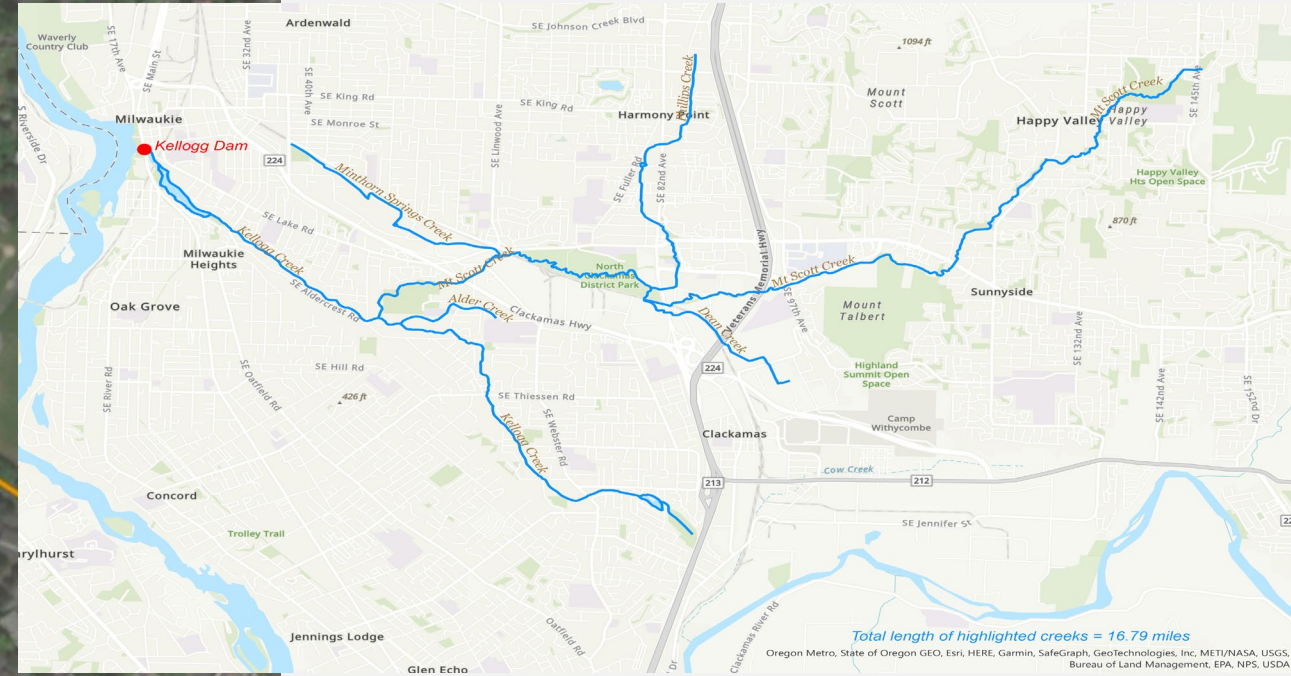 Ardenwald
SE Johnson Creek Blvd
Waverly
Country Club
SE 17th Ave
SE Main St
SE 32nd Ave
1094 ft
SE 40th Ave
SE King Rd
SE King Rd
Phillips Creek
Mount
Scott
Mt Scott Creek
SE 145th Ave
Milwaukie
SE Monroe St
Harmony Point
Happy Valley
Happy
Valley
S Riverside Dr
Kellogg Dam
224
SE Linwood Ave
SE Fuller Rd
SE 82nd Ave
Happy Valley
Hts Open Space
Minthorn Springs Creek
870 ft
SE Lake Rd
Kellogg Creek
Milwaukie
Heights
Mt Scott Creek
North
Clackamas
District Park
Veterans Memorial Hwy
Mt Scott Creek
SE 97th Ave
Sunnyside
SE Aldercrest Rd
Oak Grove
Alder Creek
Clackamas Hwy
Dean Creek
Mount
Talbert
SE 132nd Ave
SE River Rd
SE Oatfield Rd
SE Hill Rd
426 ft
224
Highland
Summit Open
Space
SE 142nd Ave
SE 152nd Dr
SE Thiessen Rd
SE Webster Rd
Kellogg Creek
Camp
Withycombe
Clackamas
Cow Creek
213
212
Concord
Trolley Trail
SE Jennifer St
22
arylhurst
Jennings Lodge
Oatfield Rd
Clackamas River Rd
Dr
Glen Echo
Total length of highlighted creeks = 16.79 miles
Oregon Metro, State of Oregon GEO, Esri, HERE, Garmin, SafeGraph, GeoTechnologies, Inc, METI/NASA, USGS,
Bureau of Land Management, EPA, NPS, USDA